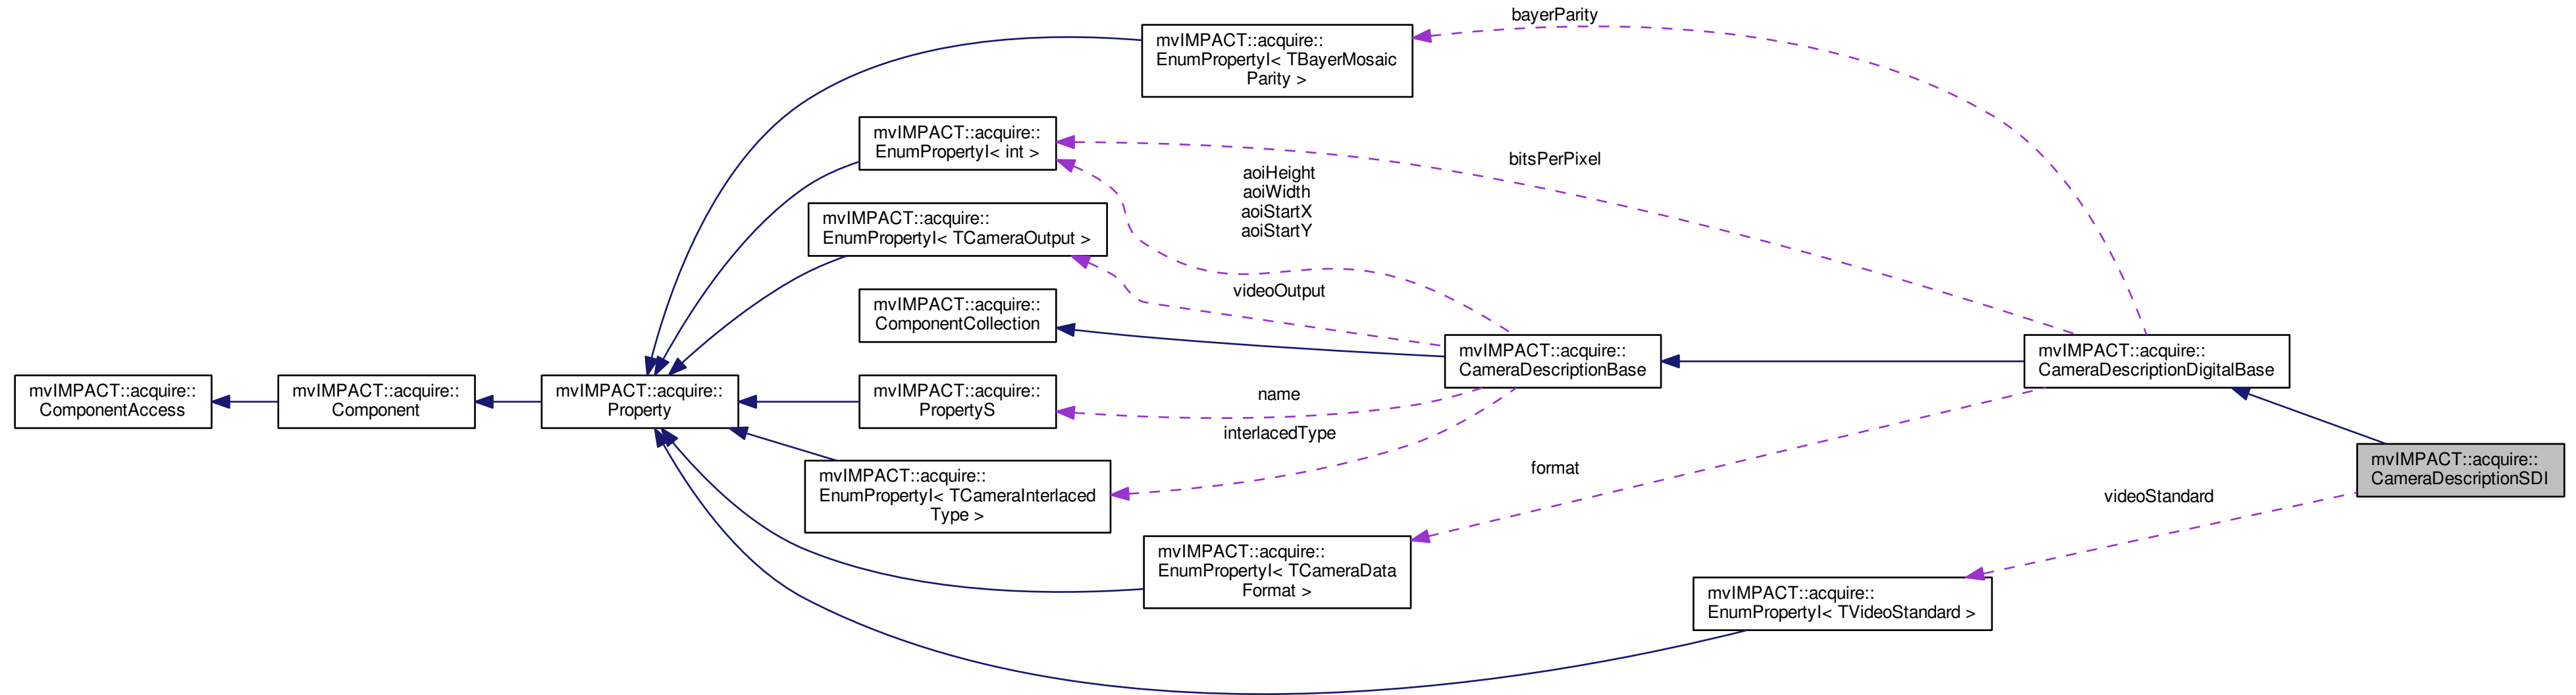 bayerParity
mvIMPACT::acquire::
EnumPropertyI< TBayerMosaic
Parity >
mvIMPACT::acquire::
EnumPropertyI< int >
bitsPerPixel
aoiHeight
aoiWidth
aoiStartX
aoiStartY
mvIMPACT::acquire::
EnumPropertyI< TCameraOutput >
videoOutput
mvIMPACT::acquire::
ComponentCollection
mvIMPACT::acquire::
CameraDescriptionBase
mvIMPACT::acquire::
CameraDescriptionDigitalBase
mvIMPACT::acquire::
ComponentAccess
mvIMPACT::acquire::
Component
mvIMPACT::acquire::
Property
mvIMPACT::acquire::
PropertyS
name
interlacedType
mvIMPACT::acquire::
EnumPropertyI< TCameraInterlaced
Type >
format
mvIMPACT::acquire::
CameraDescriptionSDI
videoStandard
mvIMPACT::acquire::
EnumPropertyI< TCameraData
Format >
mvIMPACT::acquire::
EnumPropertyI< TVideoStandard >